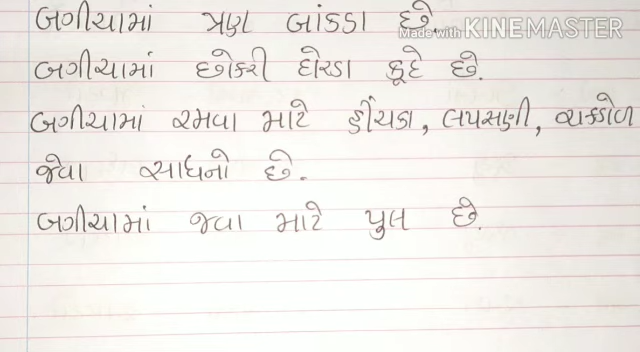 બગીચામાં ત્રણ બાંકડા છે.
Made with KINEMASTER
બગીચામાં છોકરી દોરડા કૂદે છે.
બગીચામાં રમવા માટે હીંચકા, લપસણી, ચકડોળ
જેવા સાધનો છે.
બગીચામાં જવા માટે પુલ છે.